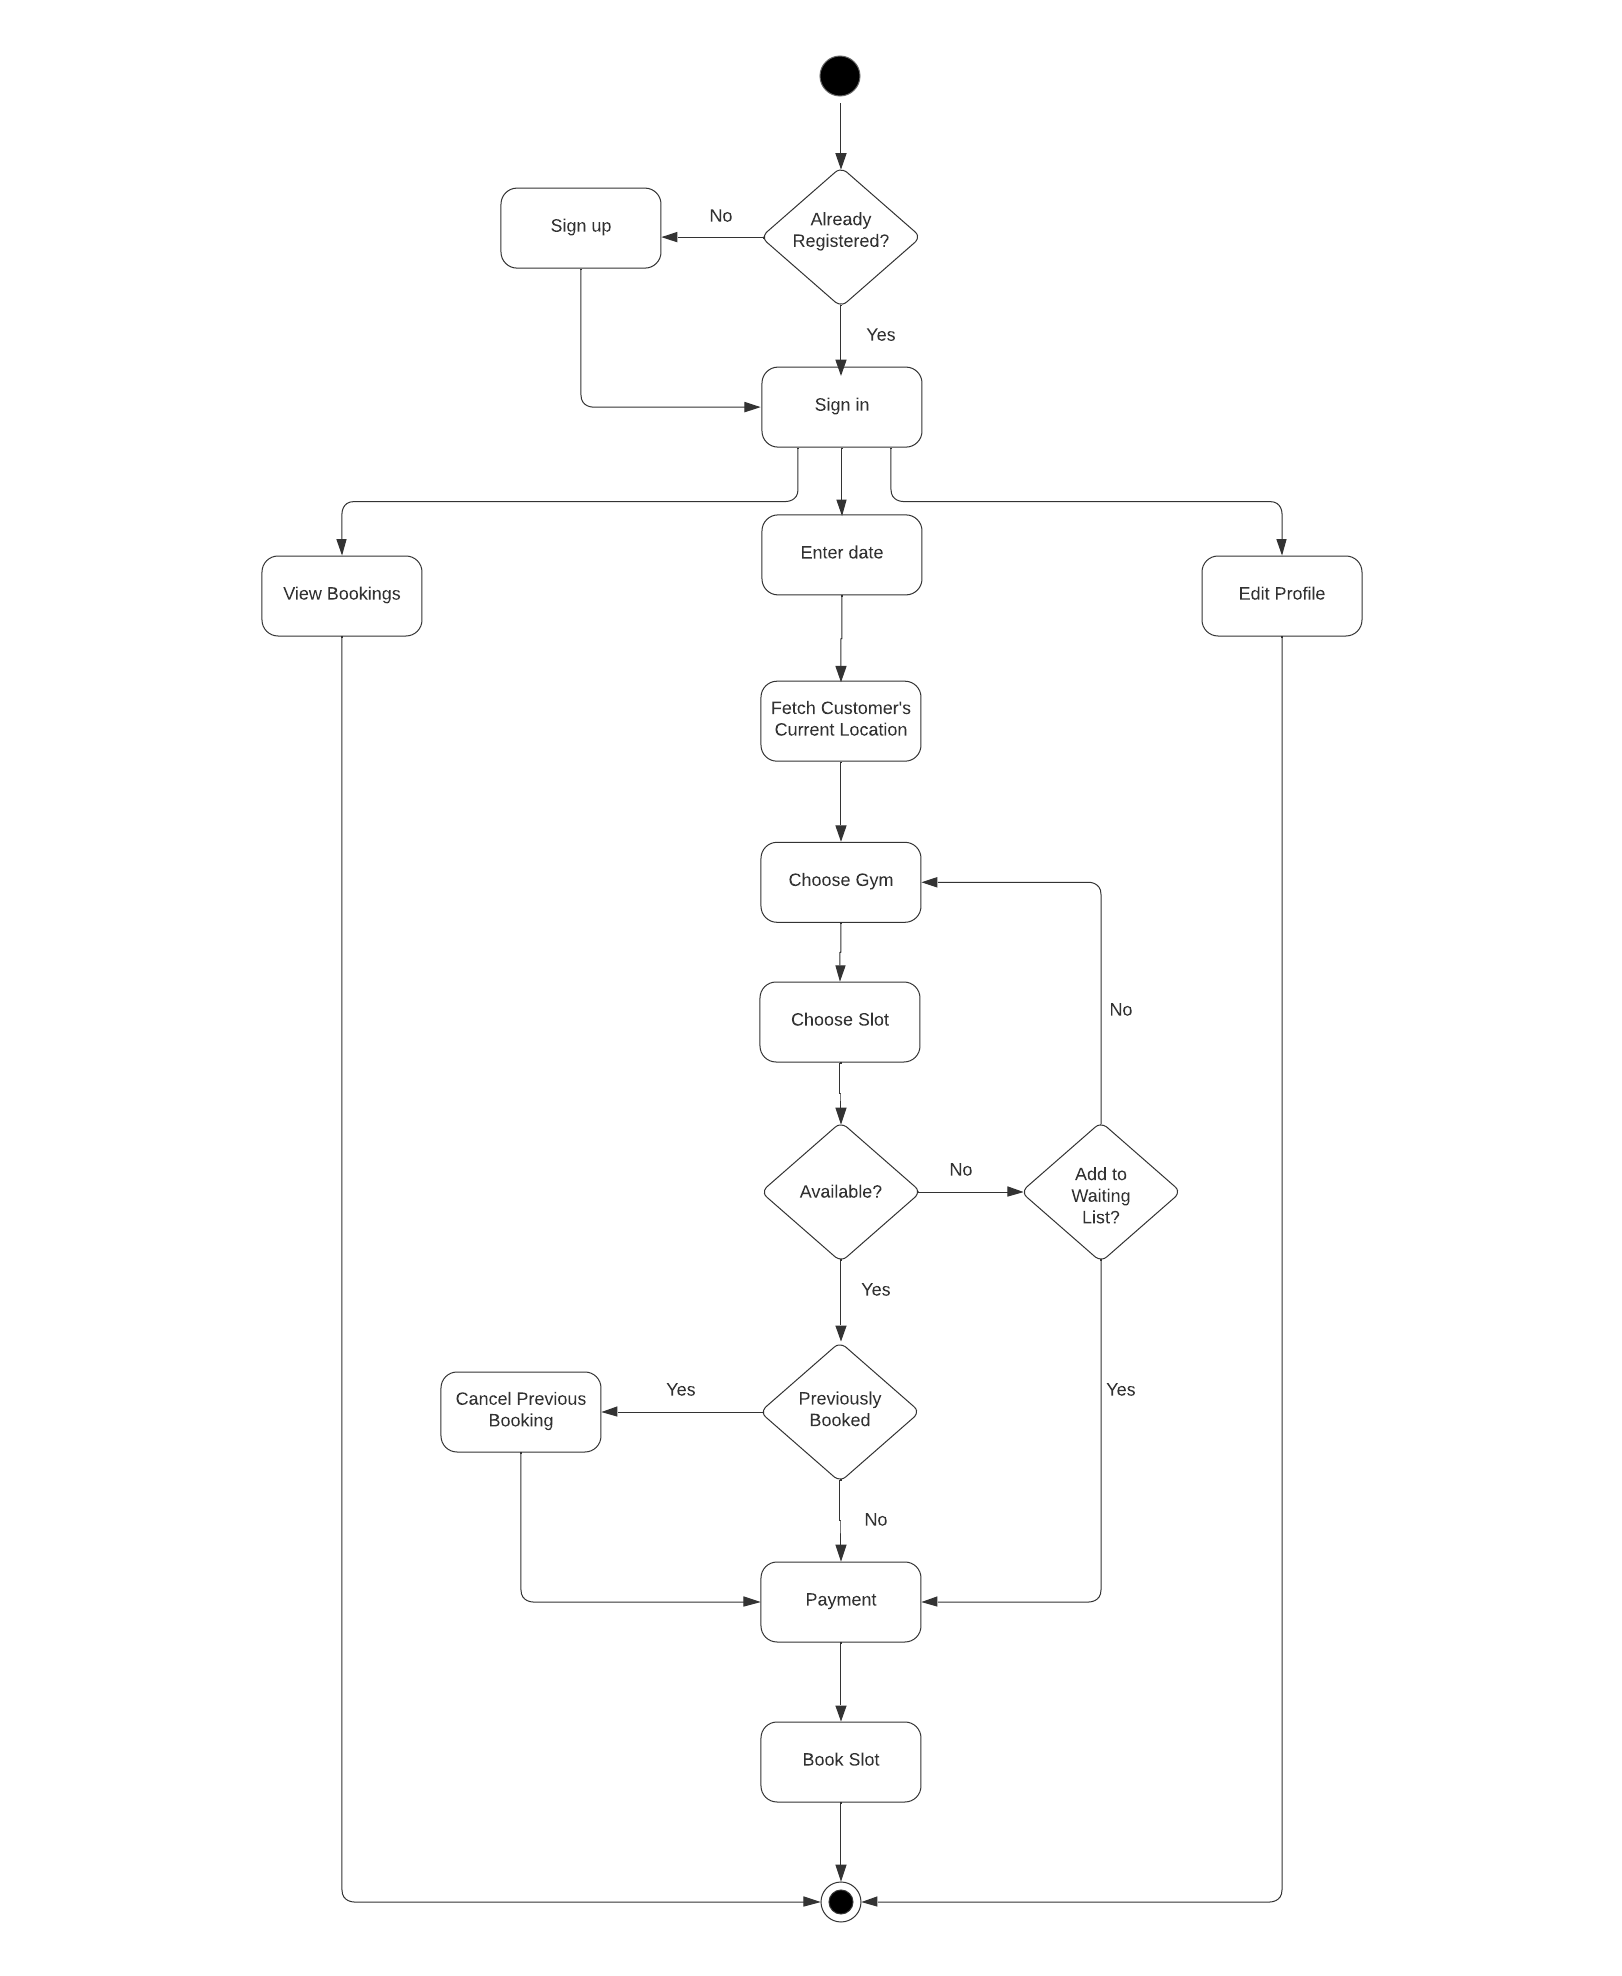 Already
Registered?
No
Sign up
Yes
Sign in
View Bookings
Enter date
Edit Profile
Fetch Customer's
Current Location
Choose Gym
Choose Slot
No
Available?
No
Add to
Waiting
List?
Yes
Previously
Booked
Yes
Cancel Previous
Booking
Yes
No
Payment
Book Slot